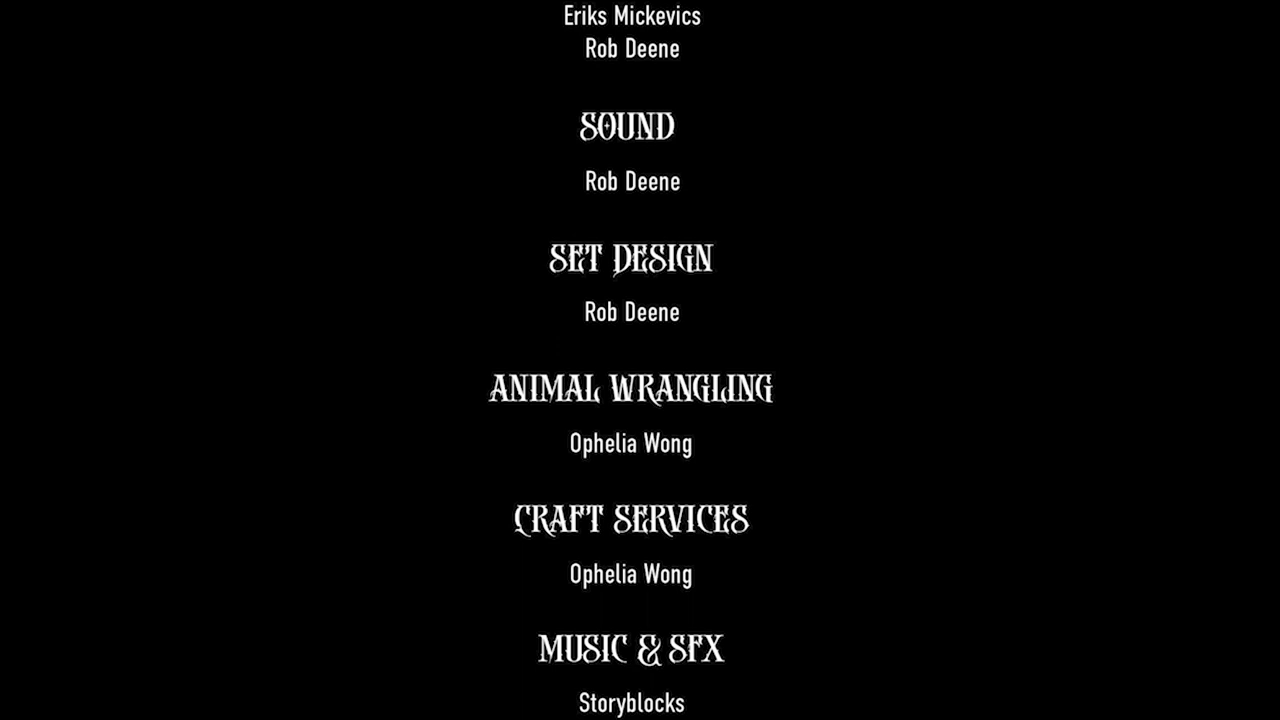 Eriks Mickevics
Rob Deene
SOUND
Rob Deene
SET DESIGN
Rob Deene
ANIMAL WRANGLING
Ophelia Wong
CRAFT SERVICES
Ophelia Wong
MUSIC & SFX
Storyblocks